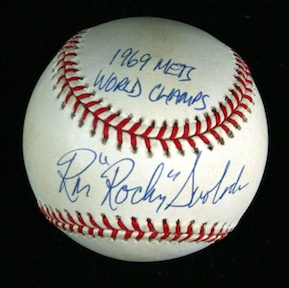 1969 METS
WORLD CHAMPS
Ron "Rocky" Swoboda